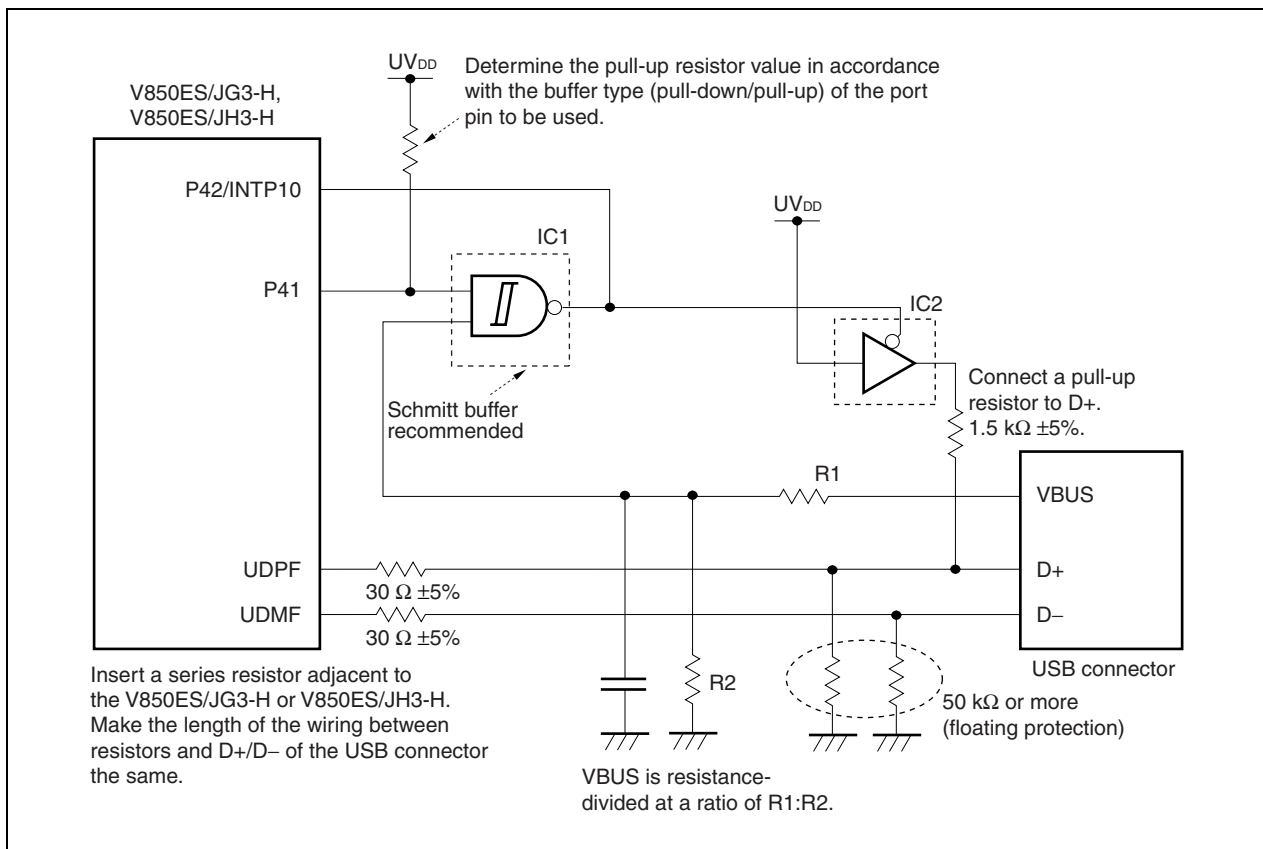 UVDD
Determine the pull-up resistor value in accordance
with the buffer type (pull-down/pull-up) of the port
pin to be used.
V850ES/JG3-H,
V850ES/JH3-H
P42/INTP10
UVDD
IC1
P41
IC2
Schmitt buffer
recommended
Connect a pull-up
resistor to D+.
1.5 kΩ ±5%.
R1
VBUS
UDPF
30 Ω ±5%
D+
UDMF
30 Ω ±5%
D−
USB connector
Insert a series resistor adjacent to
the V850ES/JG3-H or V850ES/JH3-H.
Make the length of the wiring between
resistors and D+/D− of the USB connector
the same.
R2
50 kΩ or more
(floating protection)
VBUS is resistance-
divided at a ratio of R1:R2.